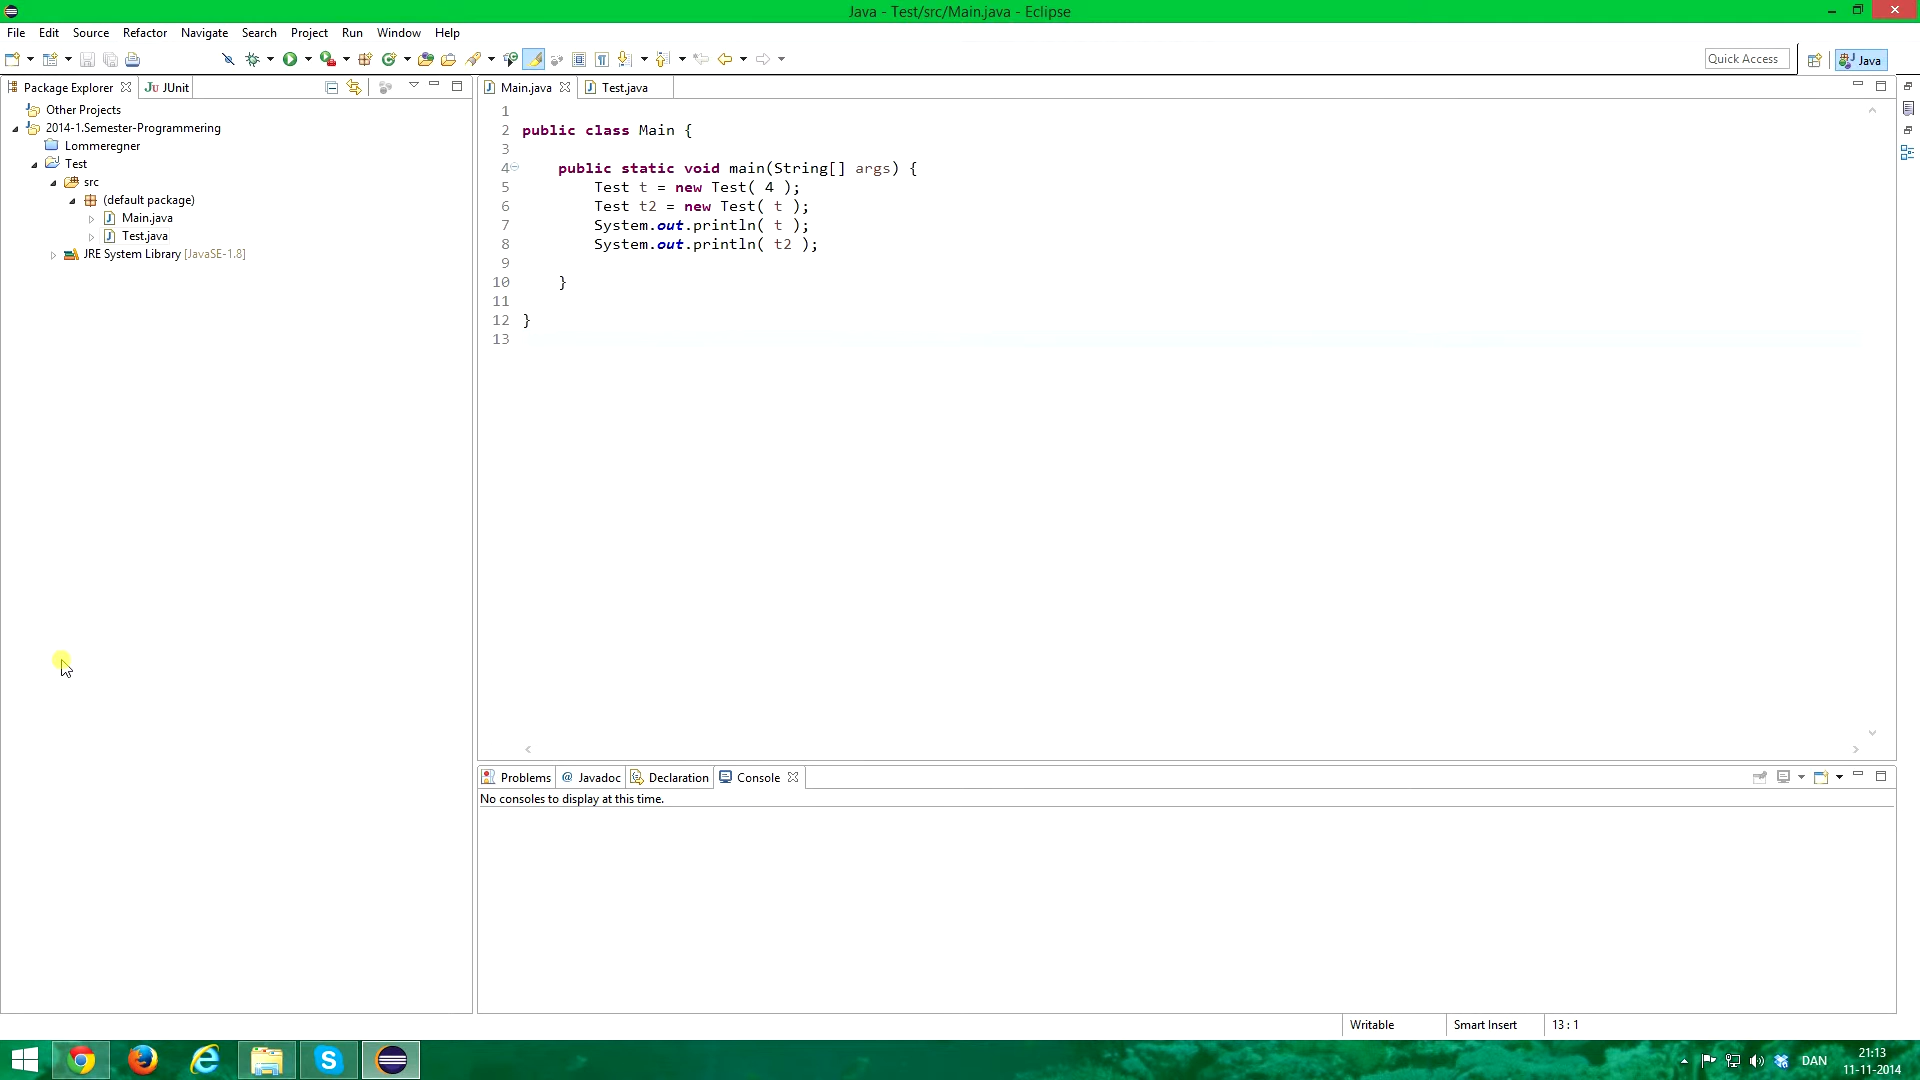 Java - Test/src/Main.java - Eclipse
File Edit Source Refactor Navigate Search Project Run Window Help
Quick Access
Java
Package Explorer
JUnit
Main.java
Test.java
Other Projects
2014-1.Semester-Programmering
Lommeregner
Test
src
(default package)
Main.java
Test.java
JRE System Library [JavaSE-1.8]
1
2 public class Main {
3
4     public static void main(String[] args) {
5         Test t = new Test( 4 );
6         Test t2 = new Test( t );
7         System.out.println( t );
8         System.out.println( t2 );
9
10     }
11
12 }
13
Problems
@ Javadoc
Declaration
Console
No consoles to display at this time.
Writable
Smart Insert
13 : 1
DAN
21:13
11-11-2014